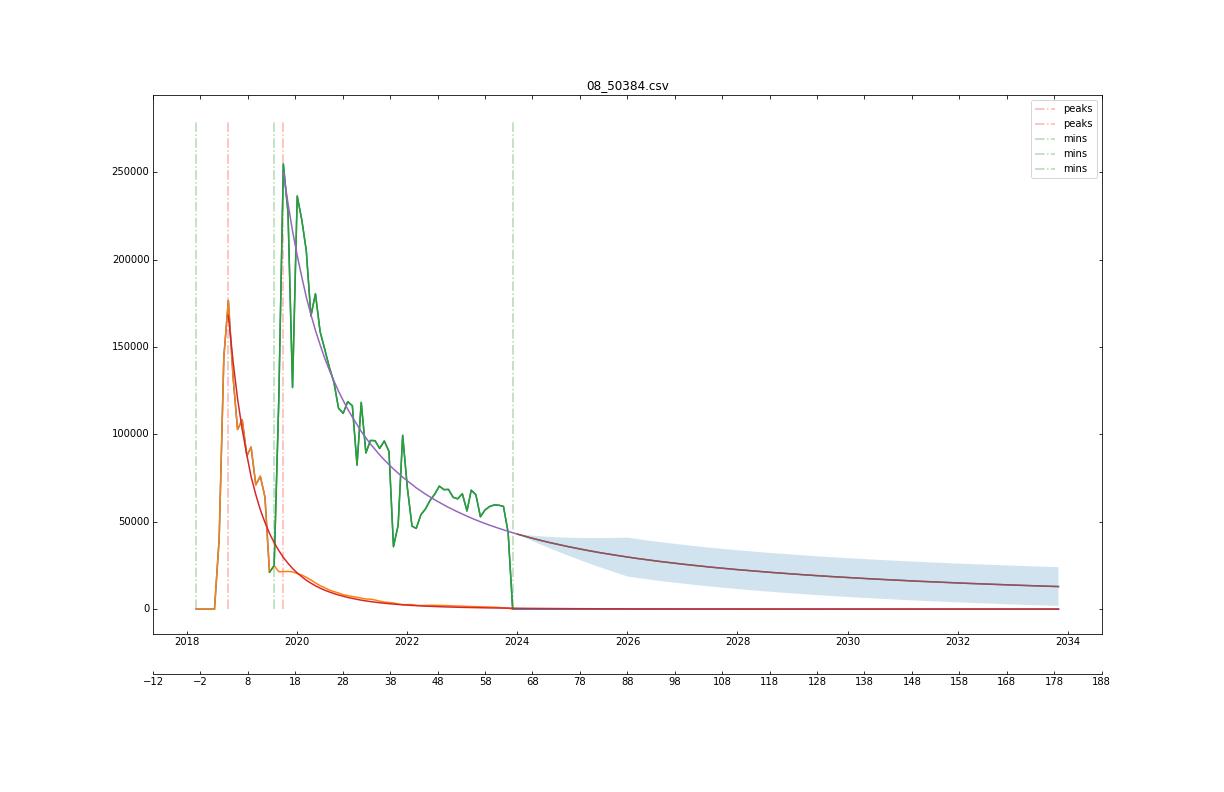 08_50384.csv
peaks
peaks
mins
mins
mins
250000
200000
150000
100000
50000
0
2018 2020 2022 2024 2026 2028 2030 2032 2034
−12 −2 8 18 28 38 48 58 68 78 88 98 108 118 128 138 148 158 168 178 188